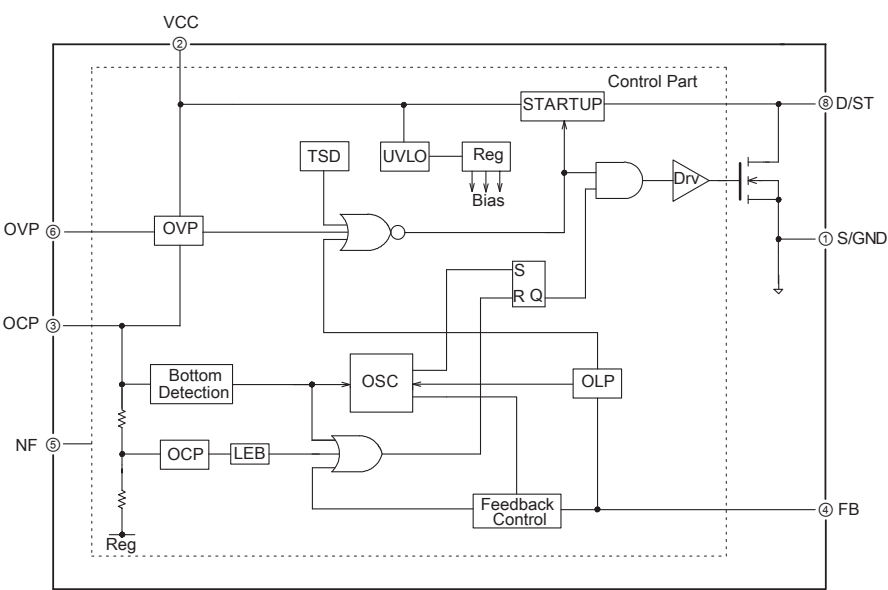 VCC
②
Control Part
STARTUP
⑧ D/ST
TSD
UVLO
Reg
Drv
Bias
OVP ⑥
OVP
① S/GND
S
R Q
OCP ③
Bottom
Detection
OSC
OLP
NF ⑤
OCP
LEB
Feedback
Control
④ FB
Reg